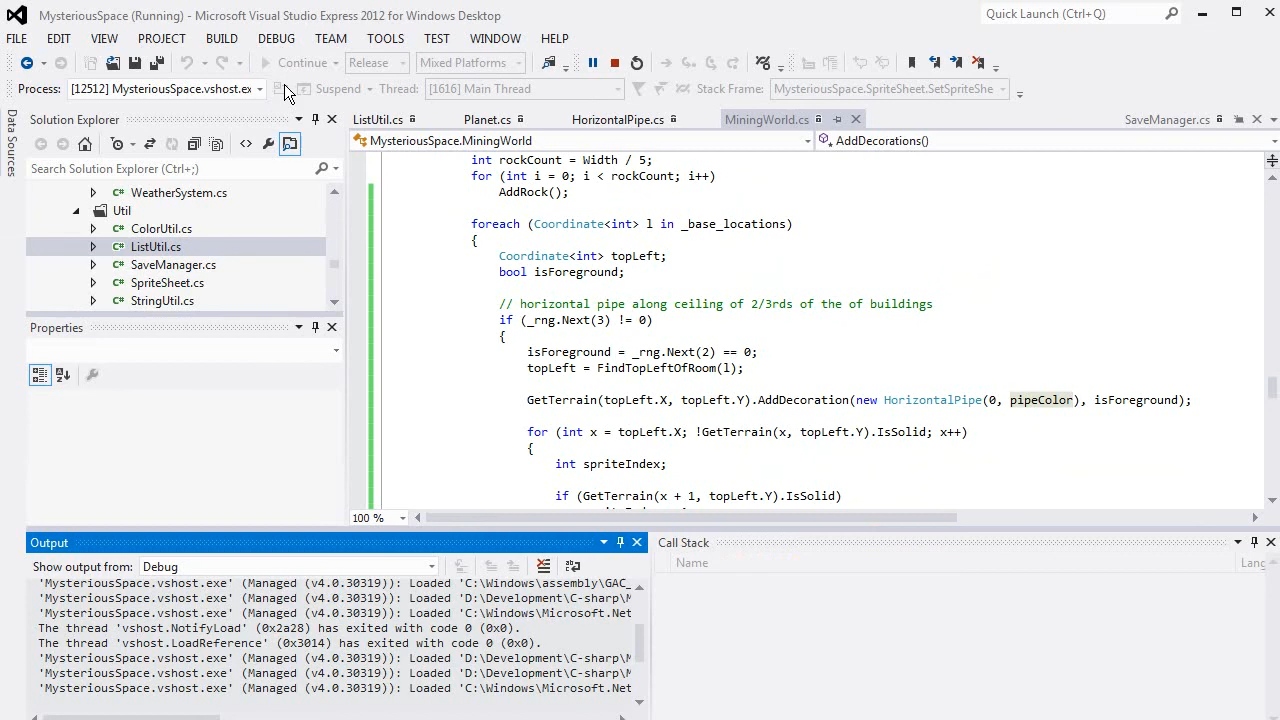 MysteriousSpace (Running) - Microsoft Visual Studio Express 2012 for Windows Desktop
Quick Launch (Ctrl+Q)
FILE EDIT VIEW PROJECT BUILD DEBUG TEAM TOOLS TEST WINDOW HELP
Continue Release Mixed Platforms
Process: [12512] MysteriousSpace.vshost.ex Suspend Thread: [1616] Main Thread Stack Frame: MysteriousSpace.SpriteSheet.SetSpriteShe
Data Sources
Solution Explorer
Search Solution Explorer (Ctrl+;)
C# WeatherSystem.cs
Util
C# ColorUtil.cs
C# ListUtil.cs
C# SaveManager.cs
C# SpriteSheet.cs
C# StringUtil.cs
Properties
ListUtil.cs Planet.cs HorizontalPipe.cs MiningWorld.cs SaveManager.cs
MysteriousSpace.MiningWorld AddDecorations()
int rockCount = Width / 5;
for (int i = 0; i < rockCount; i++)
AddRock();
foreach (Coordinate<int> l in _base_locations)
{
Coordinate<int> topLeft;
bool isForeground;
// horizontal pipe along ceiling of 2/3rds of the of buildings
if (_rng.Next(3) != 0)
{
isForeground = _rng.Next(2) == 0;
topLeft = FindTopLeftOfRoom(l);
GetTerrain(topLeft.X, topLeft.Y).AddDecoration(new HorizontalPipe(0, pipeColor), isForeground);
for (int x = topLeft.X; !GetTerrain(x, topLeft.Y).IsSolid; x++)
{
int spriteIndex;
if (GetTerrain(x + 1, topLeft.Y).IsSolid)
100 %
Output
Show output from: Debug
'MysteriousSpace.vshost.exe' (Managed (v4.0.30319)): Loaded 'C:\Windows\assembly\GAC_
'MysteriousSpace.vshost.exe' (Managed (v4.0.30319)): Loaded 'D:\Development\C-sharp\M
'MysteriousSpace.vshost.exe' (Managed (v4.0.30319)): Loaded 'C:\Windows\Microsoft.Net
The thread 'vshost.NotifyLoad' (0x2a28) has exited with code 0 (0x0).
The thread 'vshost.LoadReference' (0x3014) has exited with code 0 (0x0).
'MysteriousSpace.vshost.exe' (Managed (v4.0.30319)): Loaded 'D:\Development\C-sharp\M
'MysteriousSpace.vshost.exe' (Managed (v4.0.30319)): Loaded 'D:\Development\C-sharp\M
'MysteriousSpace.vshost.exe' (Managed (v4.0.30319)): Loaded 'C:\Windows\Microsoft.Net
Call Stack
Name Lang